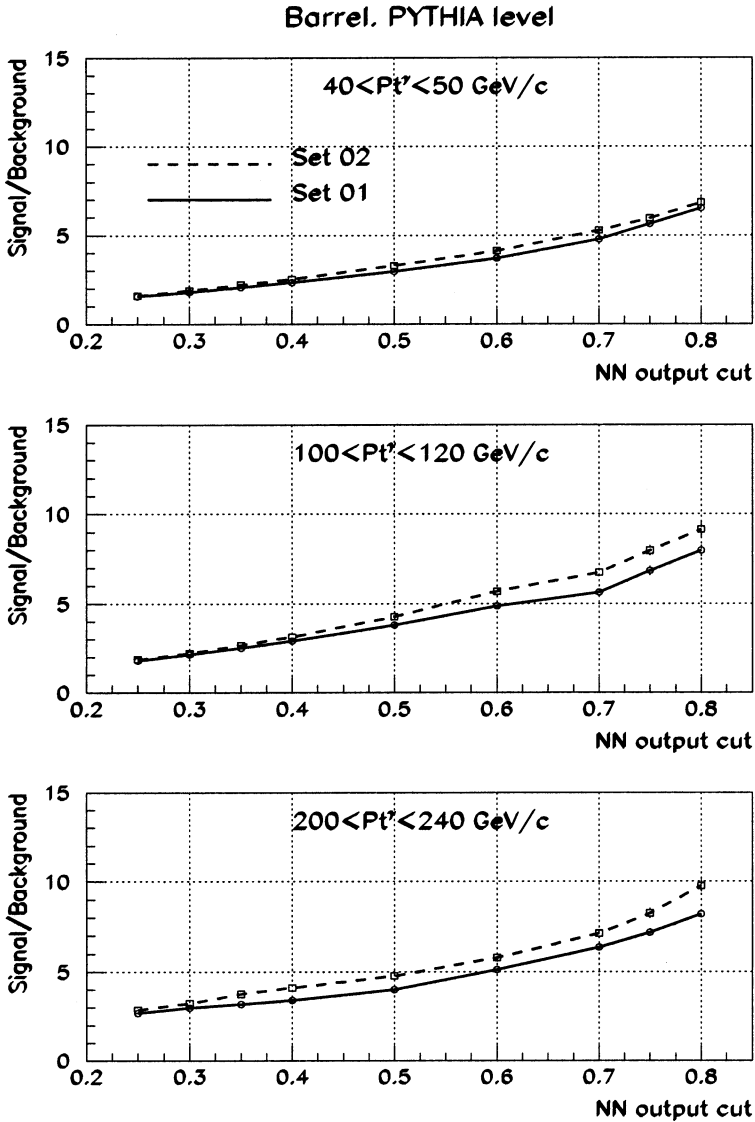 Barrel. PYTHIA level
40<Ptγ<50 GeV/c
Set 02
Set 01
Signal/Background
15
10
5
0
0.2 0.3 0.4 0.5 0.6 0.7 0.8
NN output cut
100<Ptγ<120 GeV/c
Signal/Background
15
10
5
0
0.2 0.3 0.4 0.5 0.6 0.7 0.8
NN output cut
200<Ptγ<240 GeV/c
Signal/Background
15
10
5
0
0.2 0.3 0.4 0.5 0.6 0.7 0.8
NN output cut